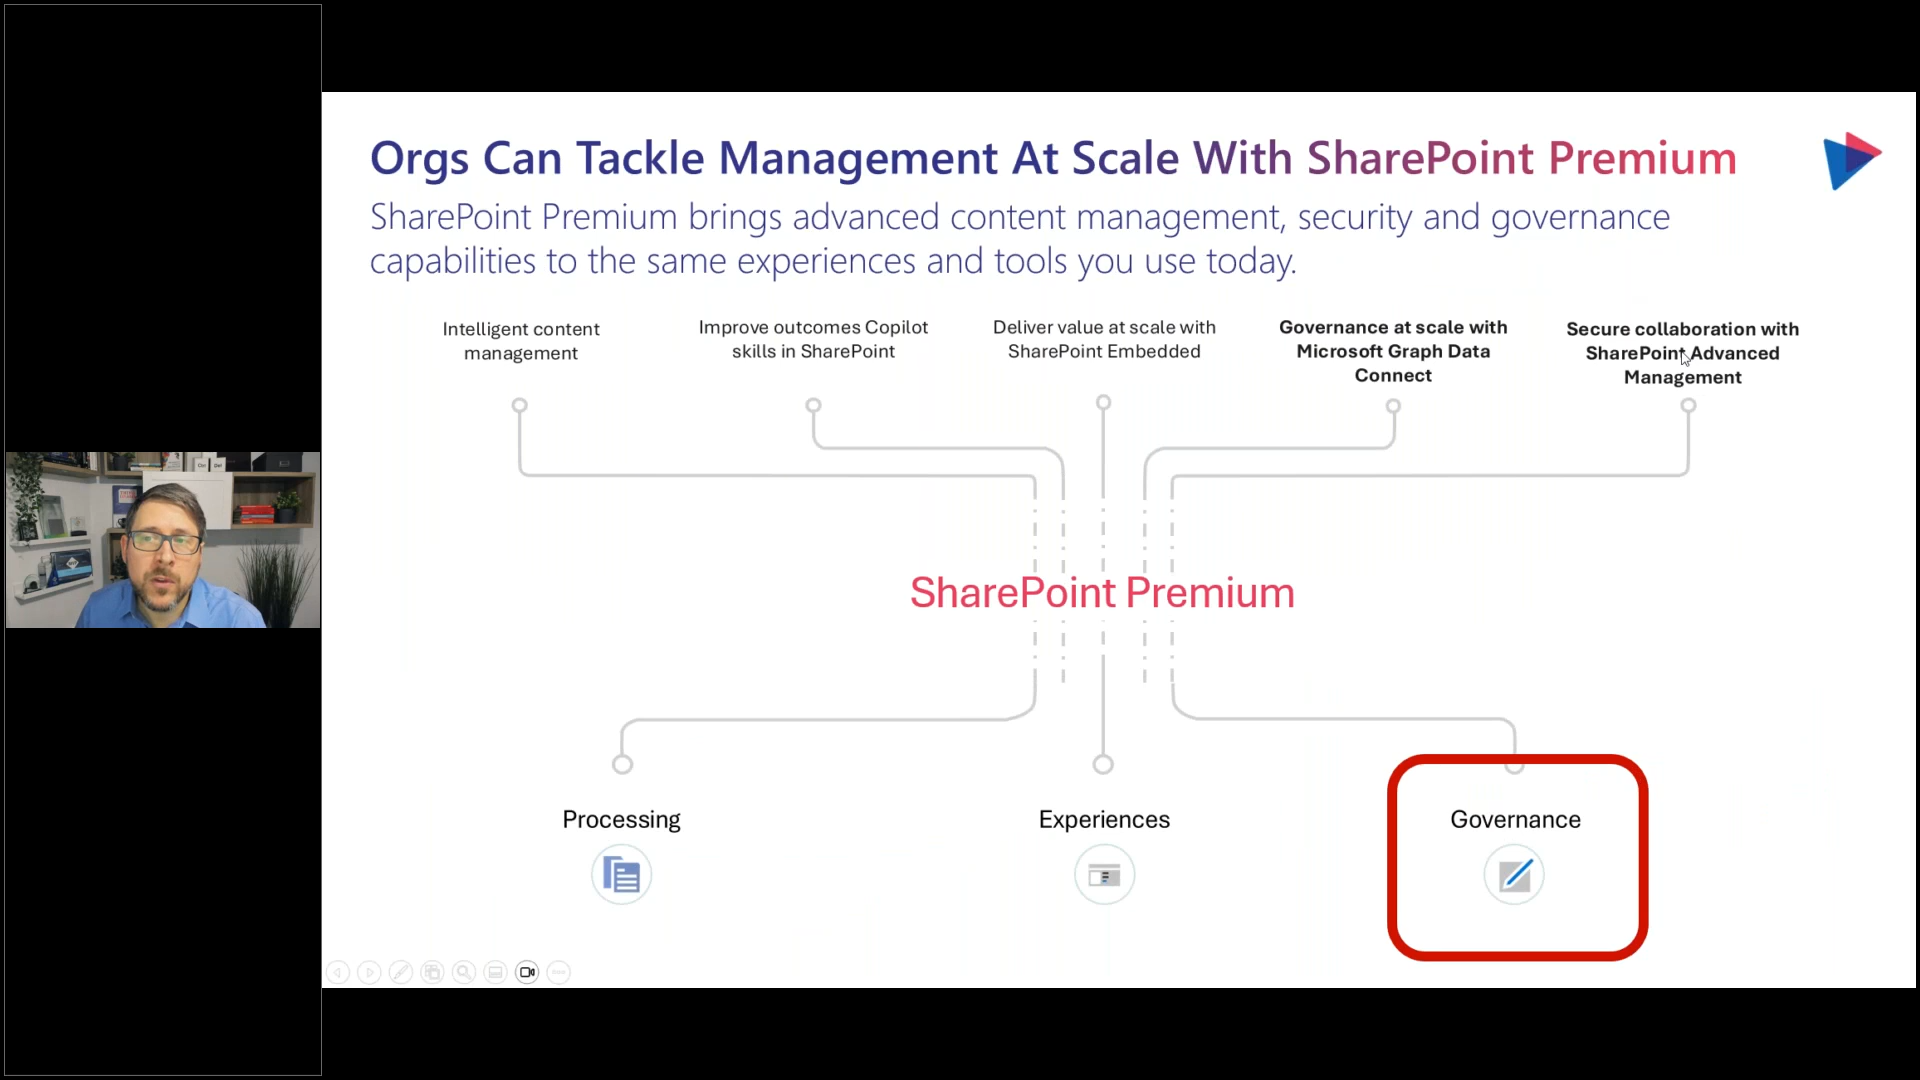 Orgs Can Tackle Management At Scale With SharePoint Premium
SharePoint Premium brings advanced content management, security and governance
capabilities to the same experiences and tools you use today.
Intelligent content
management
Improve outcomes Copilot
skills in SharePoint
Deliver value at scale with
SharePoint Embedded
Governance at scale with
Microsoft Graph Data
Connect
Secure collaboration with
SharePoint Advanced
Management
SharePoint Premium
Processing
Experiences
Governance